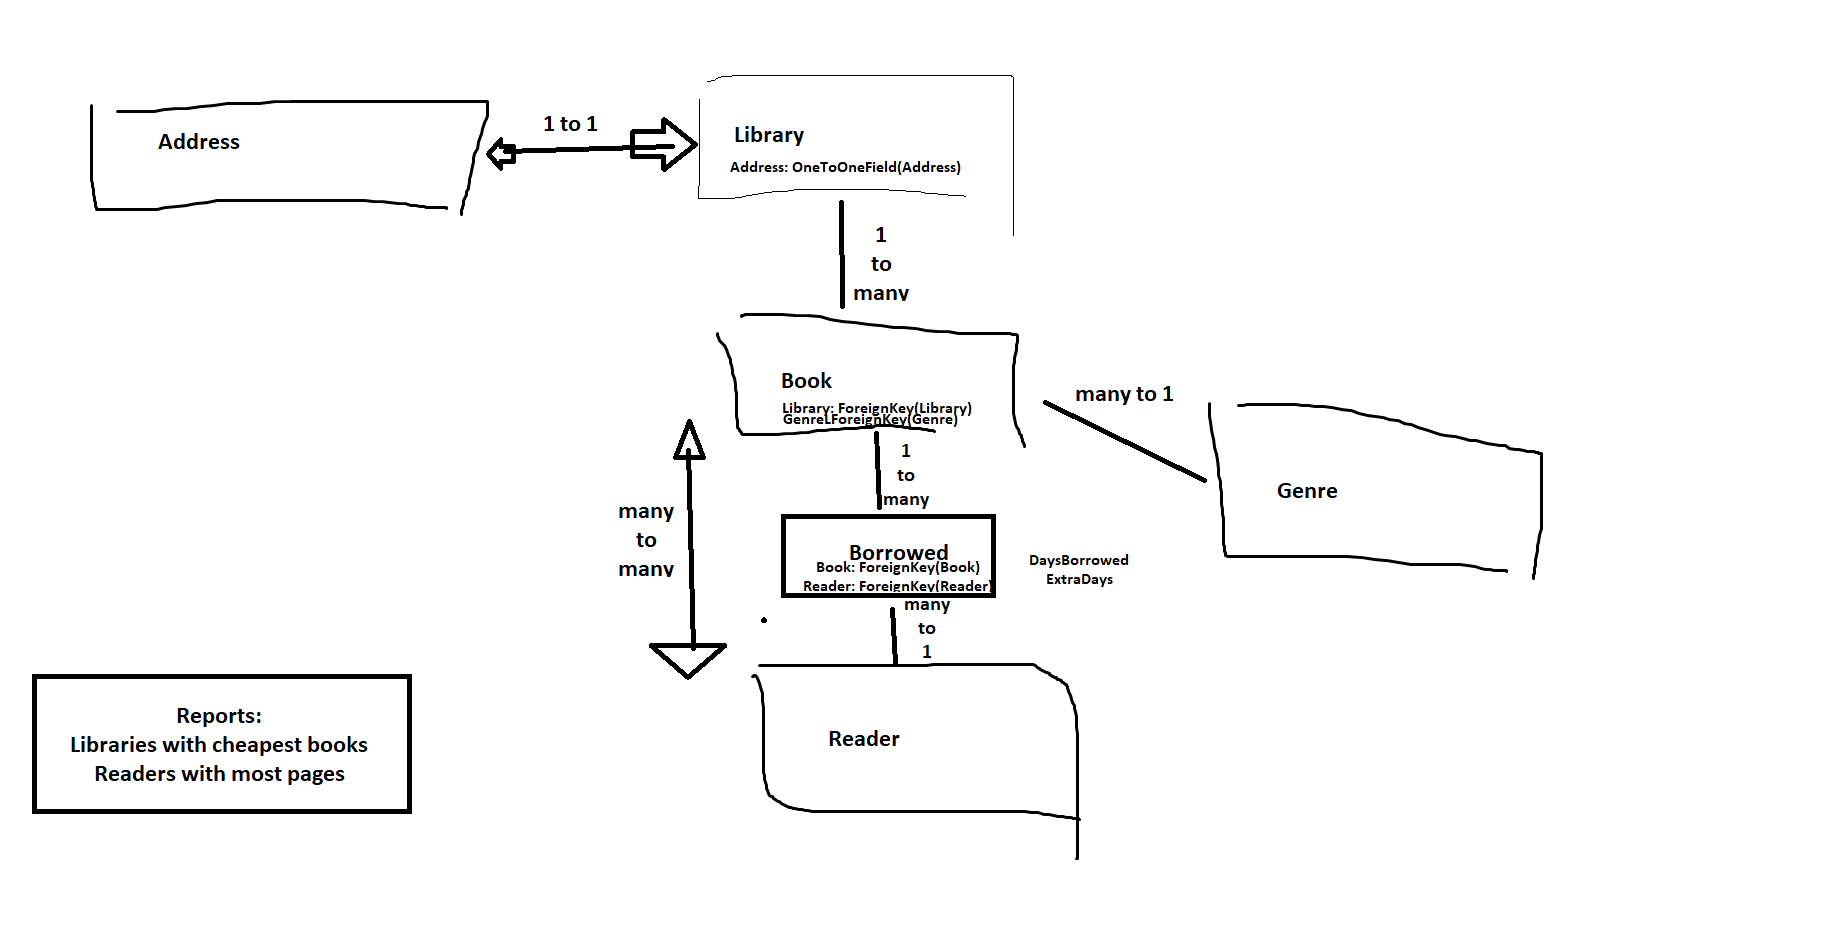 Address
1 to 1
Library
Address: OneToOneField(Address)
1
to
many
Book
Library: ForeignKey(Library)
GenreLForeignKey(Genre)
many to 1
Genre
1
to
many
many
to
many
Borrowed
Book: ForeignKey(Book)
Reader: ForeignKey(Reader)
DaysBorrowed
ExtraDays
many
to
1
Reader
Reports:
Libraries with cheapest books
Readers with most pages